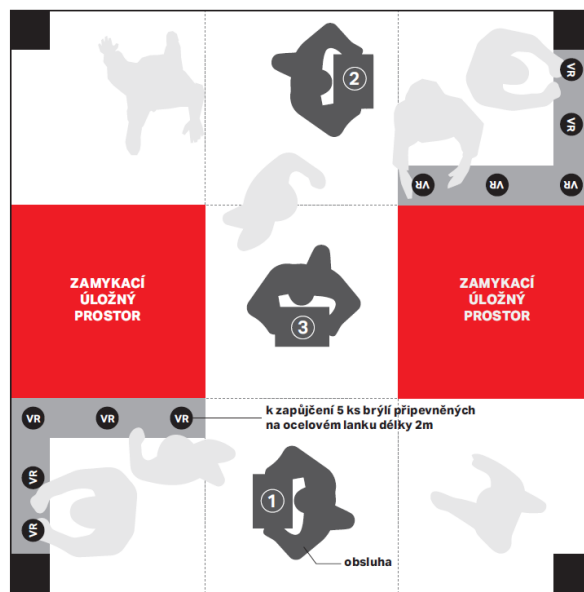 2
VR
VR
VR
VR
VR
ZAMYKACÍ
ÚLOŽNÝ
PROSTOR
ZAMYKACÍ
ÚLOŽNÝ
PROSTOR
3
VR
VR
VR
k zapůjčení 5 ks brýlí připevněných
na ocelovém lanku délky 2m
VR
VR
1
obsluha